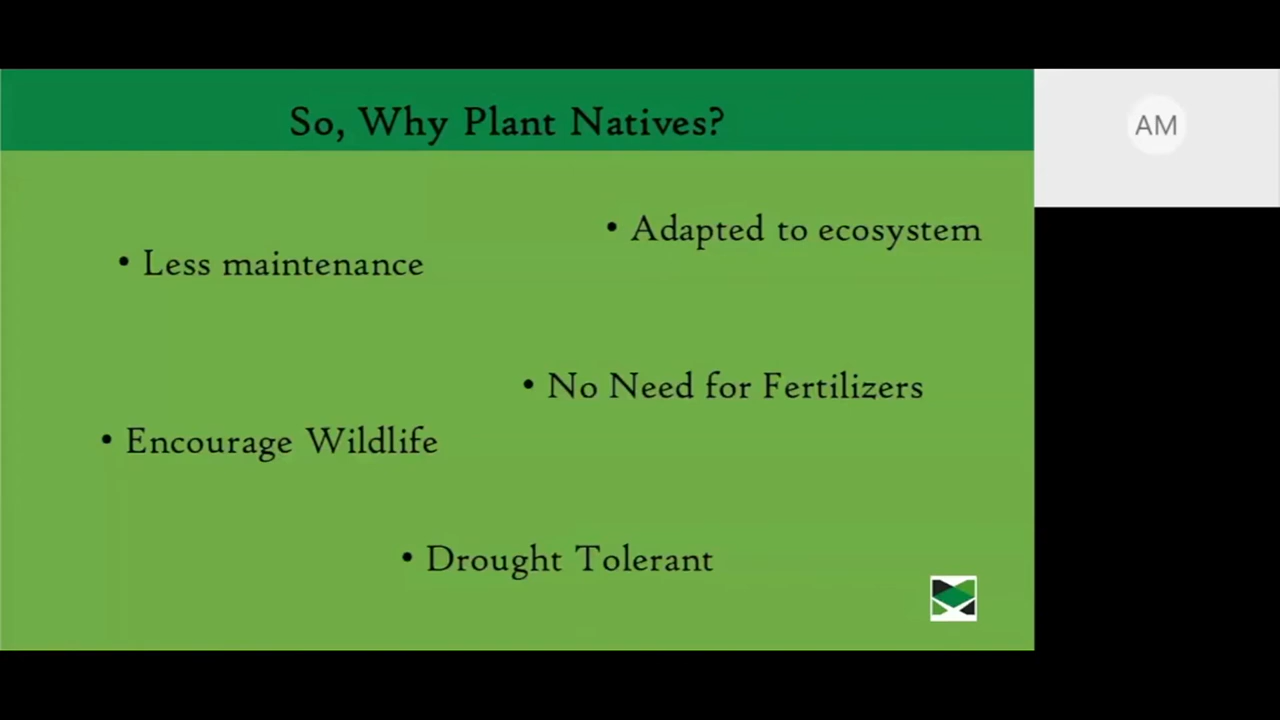 So, Why Plant Natives?
AM
• Adapted to ecosystem
• Less maintenance
• No Need for Fertilizers
• Encourage Wildlife
• Drought Tolerant